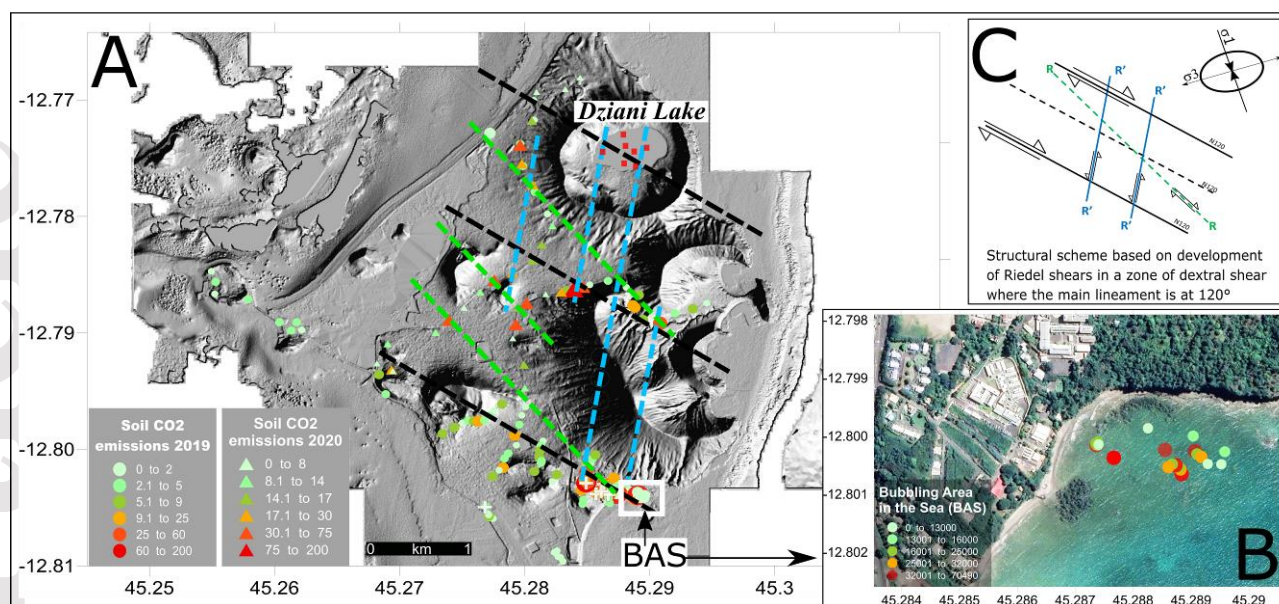 A
-12.77
-12.78
-12.79
-12.80
-12.81
45.25
45.26
45.27
45.28
45.29
45.3
Dziani Lake
Soil CO2
emissions 2019
0 to 2
2.1 to 5
5.1 to 9
9.1 to 25
25 to 60
60 to 200
Soil CO2
emissions 2020
0 to 8
8.1 to 14
14.1 to 17
17.1 to 30
30.1 to 75
75 to 200
0 km 1
BAS
C
σ1
σ3
R
R'
R'
N120
N120
N120
R'
R'
R
Structural scheme based on development
of Riedel shears in a zone of dextral shear
where the main lineament is at 120°
-12.798
-12.799
-12.800
-12.801
-12.802
Bubbling Area
in the Sea (BAS)
0 to 13000
13001 to 16000
16001 to 25000
25001 to 32000
32001 to 70490
B
45.284
45.285
45.286
45.287
45.288
45.289
45.29